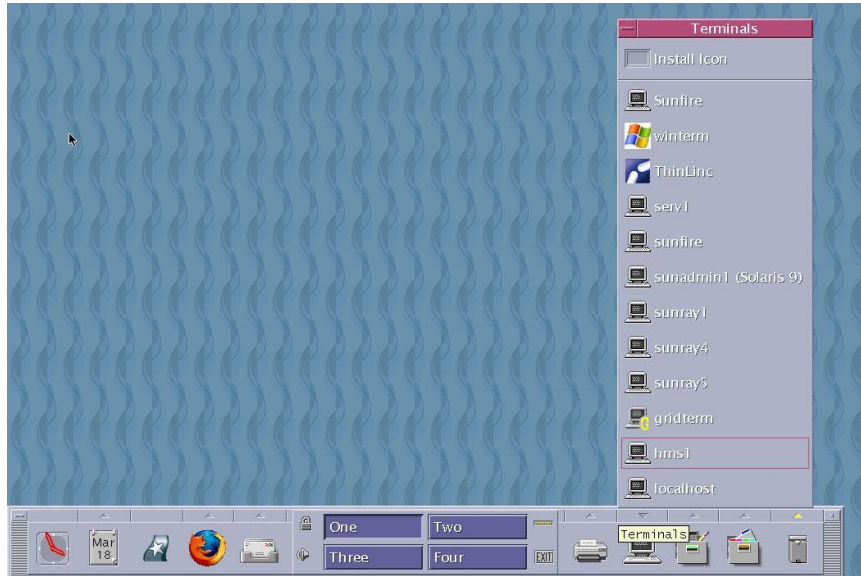 Terminals
Install Icon
Sunfire
winterm
ThinLinc
serv1
sunfire
sunadmin1 (Solaris 9)
sunray1
sunray4
sunray5
gridterm
hms1
localhost
Mar
18
One
Two
Three
Four
EXIT
Terminals